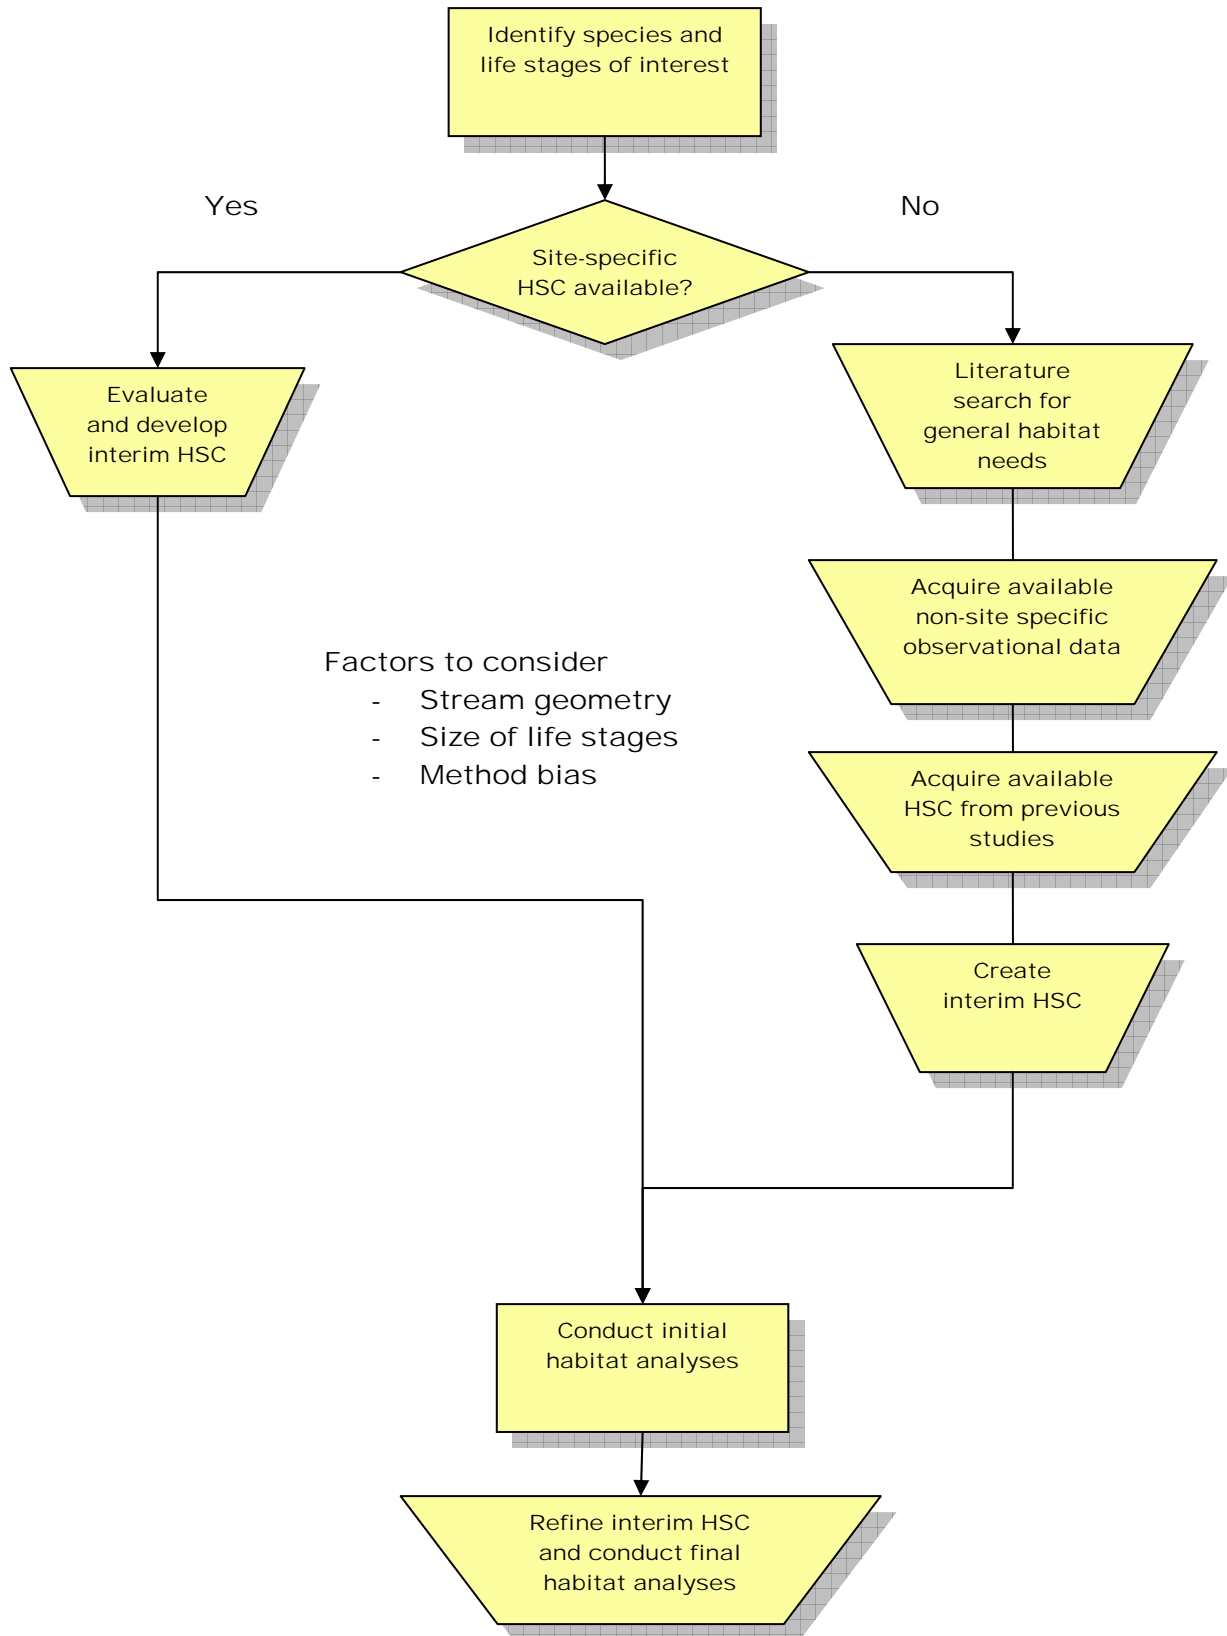 Identify species and
life stages of interest
Yes
No
Site-specific
HSC available?
Evaluate
and develop
interim HSC
Literature
search for
general habitat
needs
Acquire available
non-site specific
observational data
Factors to consider
- Stream geometry
- Size of life stages
- Method bias
Acquire available
HSC from previous
studies
Create
interim HSC
Conduct initial
habitat analyses
Refine interim HSC
and conduct final
habitat analyses